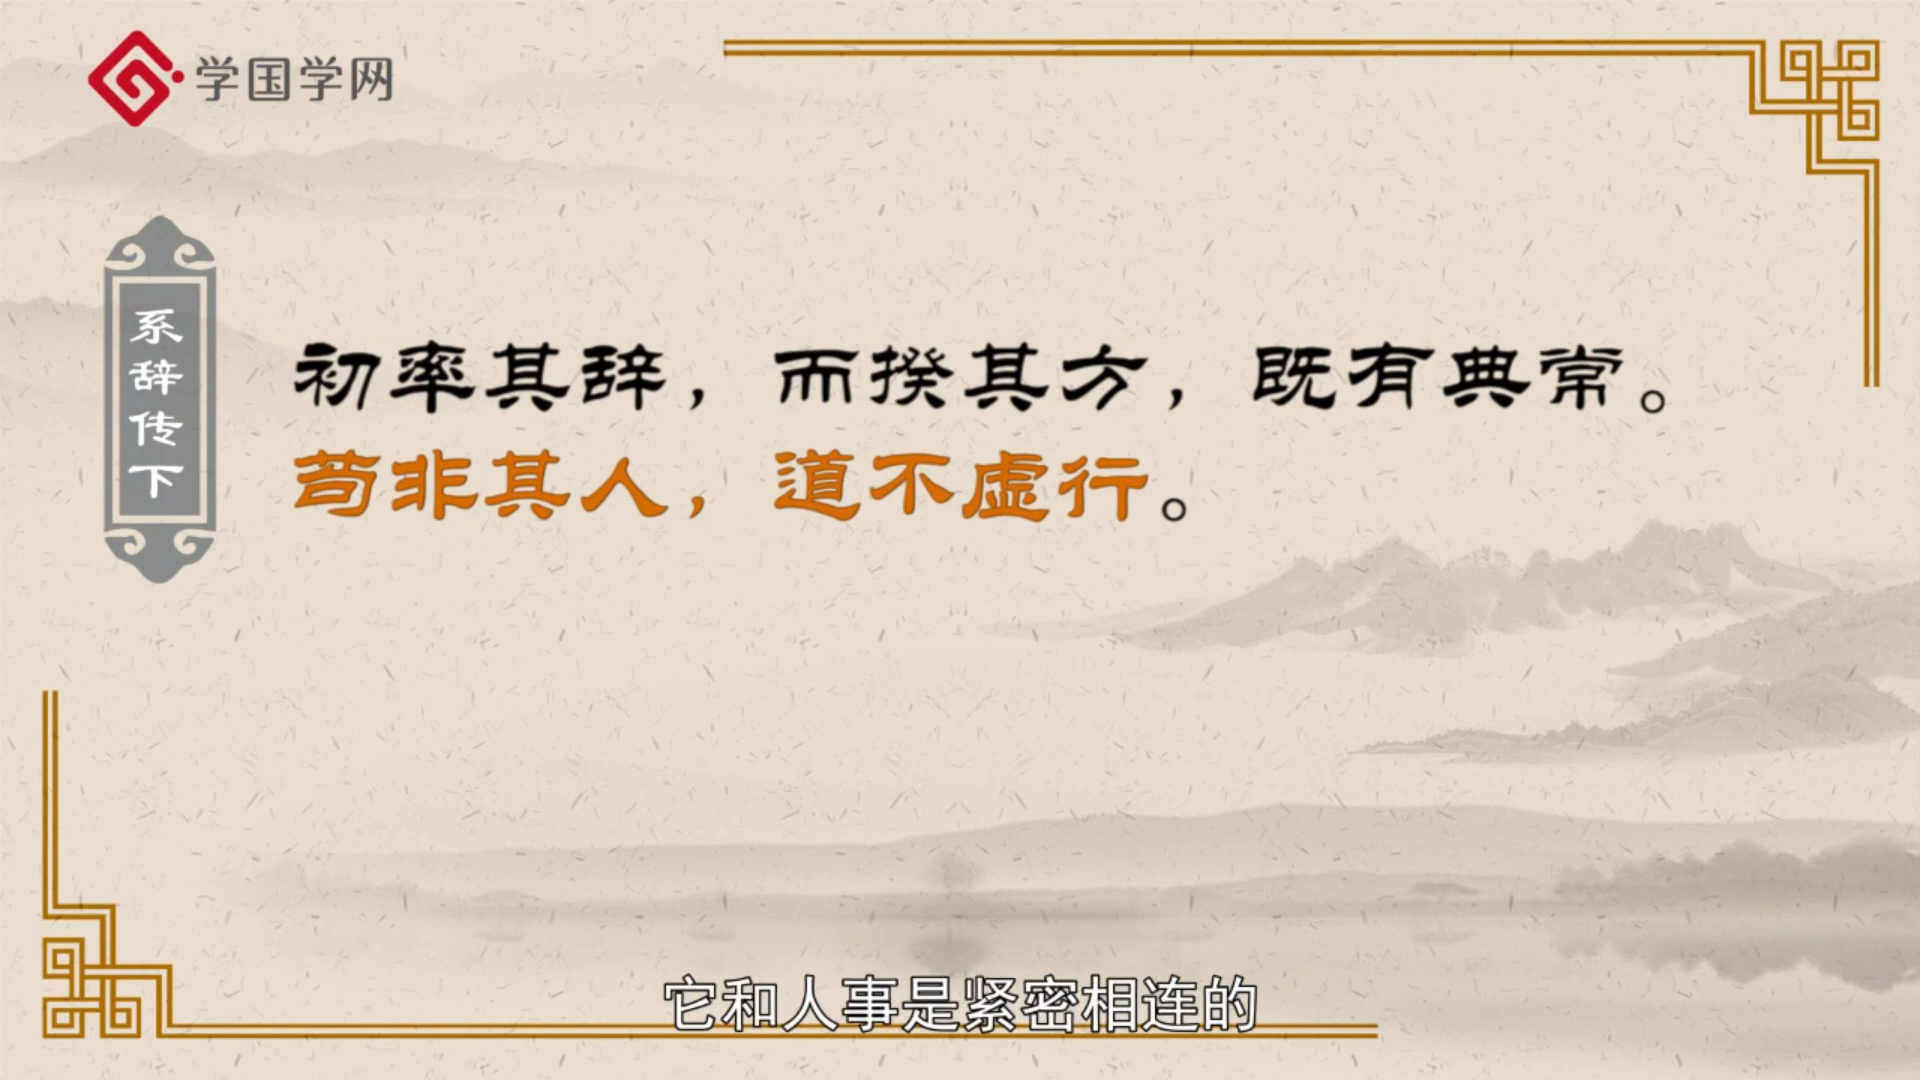 学国学网
系辞传下
初率其辞，而揆其方，既有典常。
苟非其人，道不虚行。
它和人事是紧密相连的